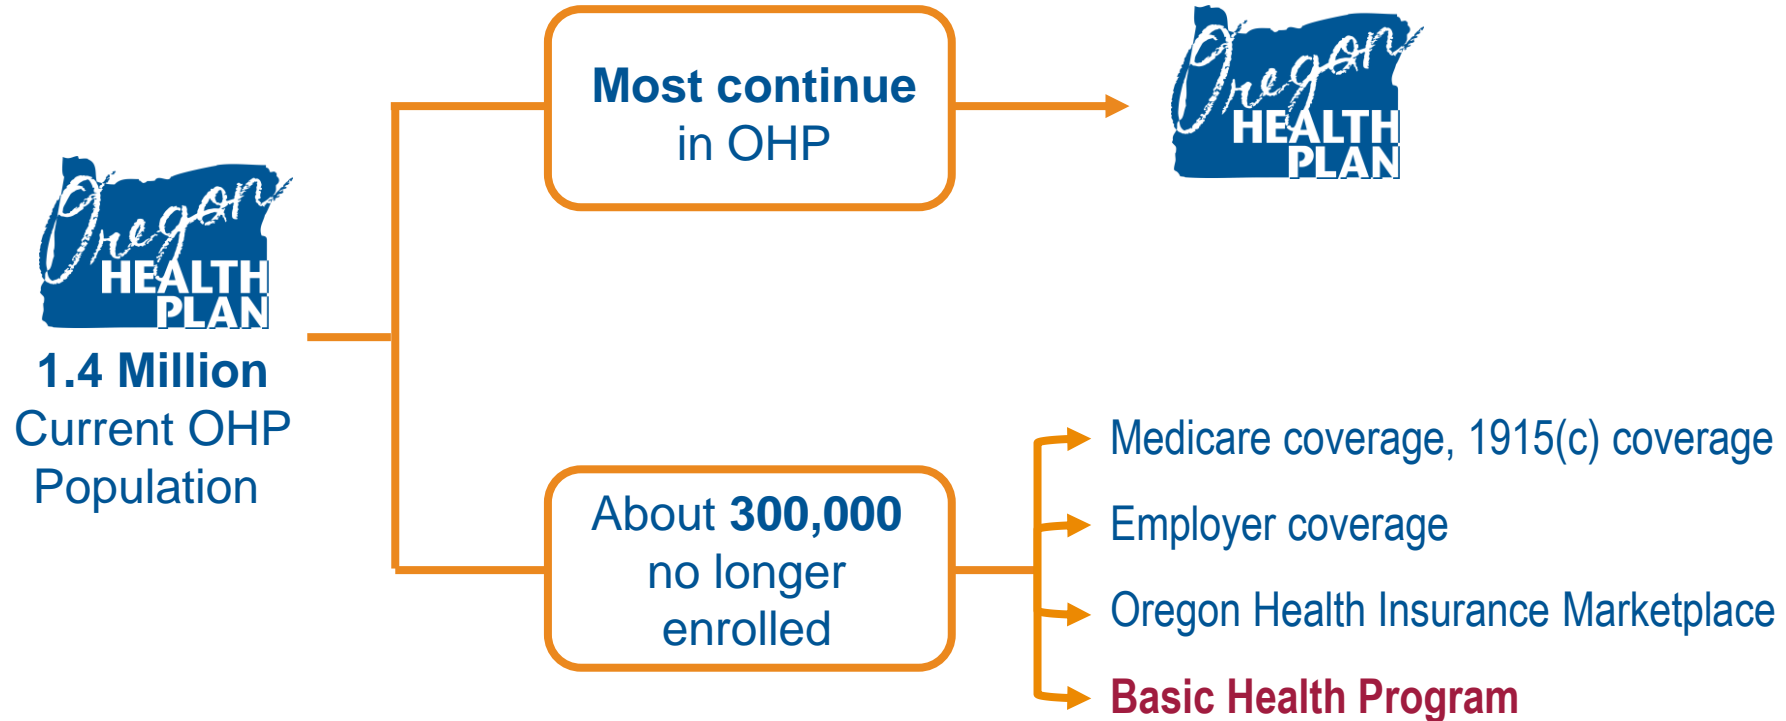 Oregon
HEALTH
PLAN
1.4 Million
Current OHP
Population
Most continue
in OHP
Oregon
HEALTH
PLAN
About 300,000
no longer
enrolled
Medicare coverage, 1915(c) coverage
Employer coverage
Oregon Health Insurance Marketplace
Basic Health Program